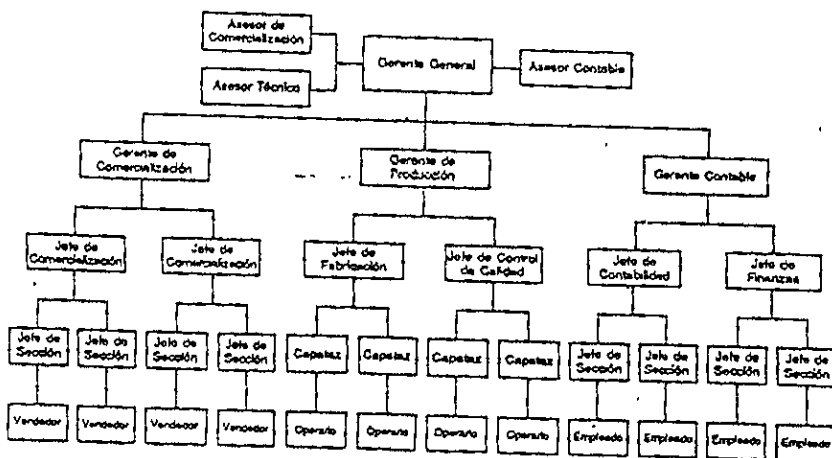 Asesor de
Comercialización
Gerente General
Asesor Contable
Asesor Técnico
Gerente de
Comercialización
Gerente de
Producción
Gerente Contable
Jefe de
Comercialización
Jefe de
Comercialización
Jefe de
Fabricación
Jefe de Control
de Calidad
Jefe de
Contabilidad
Jefe de
Finanzas
Jefe de
Sección
Jefe de
Sección
Jefe de
Sección
Jefe de
Sección
Capataz
Capataz
Capataz
Capataz
Jefe de
Sección
Jefe de
Sección
Jefe de
Sección
Jefe de
Sección
Vendedor
Vendedor
Vendedor
Vendedor
Operario
Operario
Operario
Operario
Empleado
Empleado
Empleado
Empleado